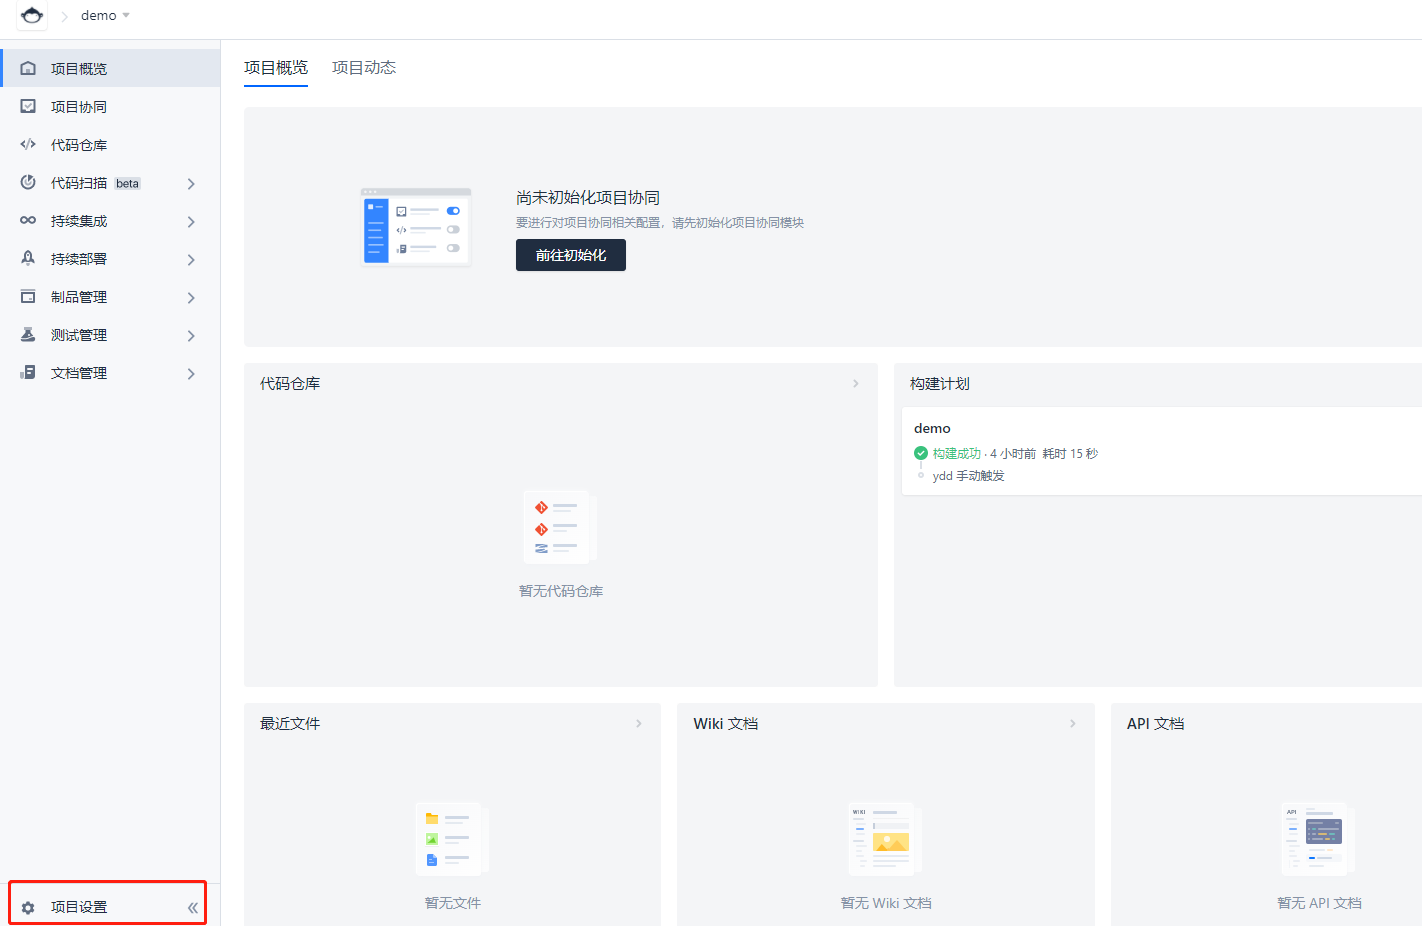 demo
项目概览
项目协同
代码仓库
代码扫描 beta
持续集成
持续部署
制品管理
测试管理
文档管理
项目设置
项目概览 项目动态
尚未初始化项目协同
要进行对项目协同相关配置，请先初始化项目协同模块
前往初始化
代码仓库
暂无代码仓库
构建计划
demo
构建成功 · 4 小时前 耗时 15 秒
ydd 手动触发
最近文件
暂无文件
Wiki 文档
WIKI
暂无 Wiki 文档
API 文档
API
暂无 API 文档